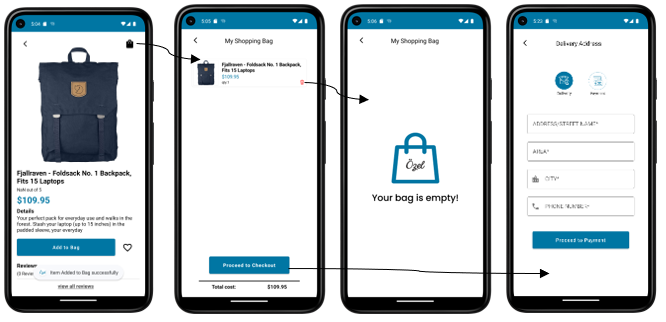 5:04
Fjallraven - Foldsack No. 1 Backpack,
Fits 15 Laptops
NaN out of 5
$109.95
Details
Your perfect pack for everyday use and walks in the
forest. Stash your laptop (up to 15 inches) in the
padded sleeve, your everyday
Add to Bag
Reviews
(0 Revie
Item Added to Bag successfully
view all reviews
5:05
My Shopping Bag
Fjallraven - Foldsack No. 1 Backpack,
Fits 15 Laptops
$109.95
Proceed to Checkout
Total cost: $109.95
5:06
My Shopping Bag
Özel
Your bag is empty!
5:23
Delivery Address
Delivery
ADDRESS/STREET NAME*
AREA*
CITY*
PHONE NUMBER*
Proceed to Payment